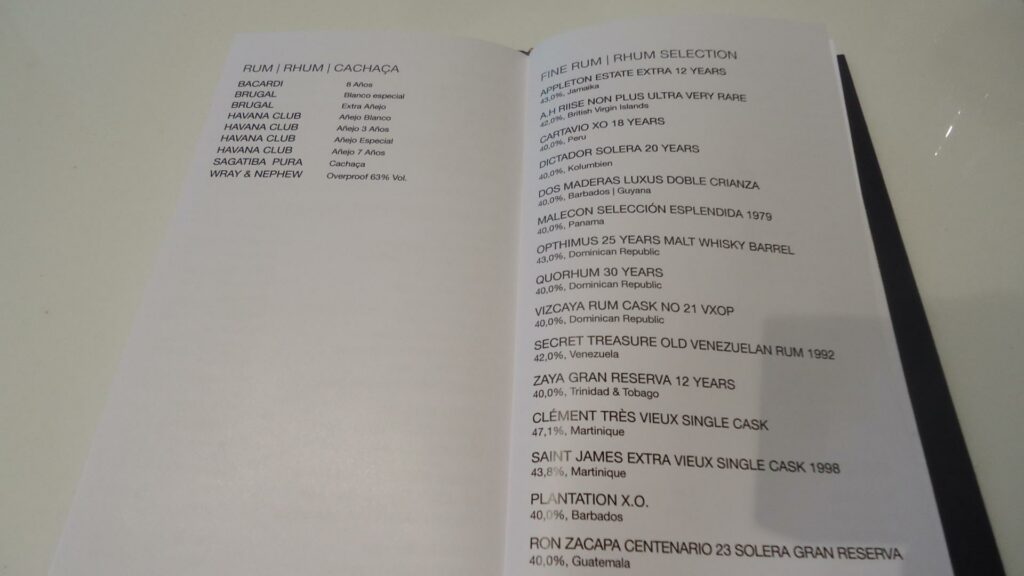 RUM | RHUM | CACHAÇA
BACARDI 8 Años
BRUGAL Blanco especial
BRUGAL Extra Añejo
HAVANA CLUB Añejo Blanco
HAVANA CLUB Añejo 3 Años
HAVANA CLUB Añejo Especial
HAVANA CLUB Añejo 7 Años
SAGATIBA PURA Cachaça
WRAY & NEPHEW Overproof 63% Vol.
FINE RUM | RHUM SELECTION
APPLETON ESTATE EXTRA 12 YEARS
43,0%, Jamaika
A.H RIISE NON PLUS ULTRA VERY RARE
42,0%, British Virgin Islands
CARTAVIO XO 18 YEARS
40,0%, Peru
DICTADOR SOLERA 20 YEARS
40,0%, Kolumbien
DOS MADERAS LUXUS DOBLE CRIANZA
40,0%, Barbados | Guyana
MALECON SELECCIÓN ESPLENDIDA 1979
40,0%, Panama
OPTHIMUS 25 YEARS MALT WHISKY BARREL
43,0%, Dominican Republic
QUORHUM 30 YEARS
40,0%, Dominican Republic
VIZCAYA RUM CASK NO 21 VXOP
40,0%, Dominican Republic
SECRET TREASURE OLD VENEZUELAN RUM 1992
42,0%, Venezuela
ZAYA GRAN RESERVA 12 YEARS
40,0%, Trinidad & Tobago
CLÉMENT TRÈS VIEUX SINGLE CASK
47,1%, Martinique
SAINT JAMES EXTRA VIEUX SINGLE CASK 1998
43,8%, Martinique
PLANTATION X.O.
40,0%, Barbados
RON ZACAPA CENTENARIO 23 SOLERA GRAN RESERVA
40,0%, Guatemala